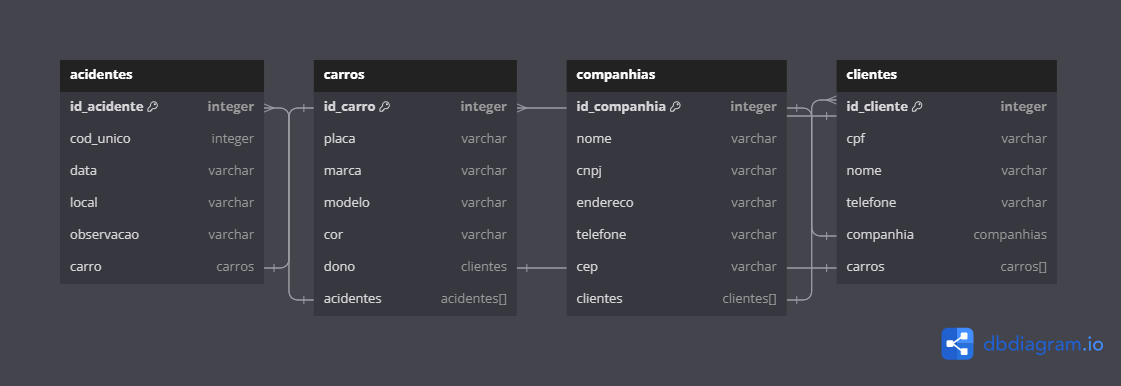 acidentes
id_acidente integer
cod_unico integer
data varchar
local varchar
observacao varchar
carro carros
carros
id_carro integer
placa varchar
marca varchar
modelo varchar
cor varchar
dono clientes
acidentes acidentes[]
companhias
id_companhia integer
nome varchar
cnpj varchar
endereco varchar
telefone varchar
cep varchar
clientes clientes[]
clientes
id_cliente integer
cpf varchar
nome varchar
telefone varchar
companhia companhias
carros carros[]
dbdiagram.io